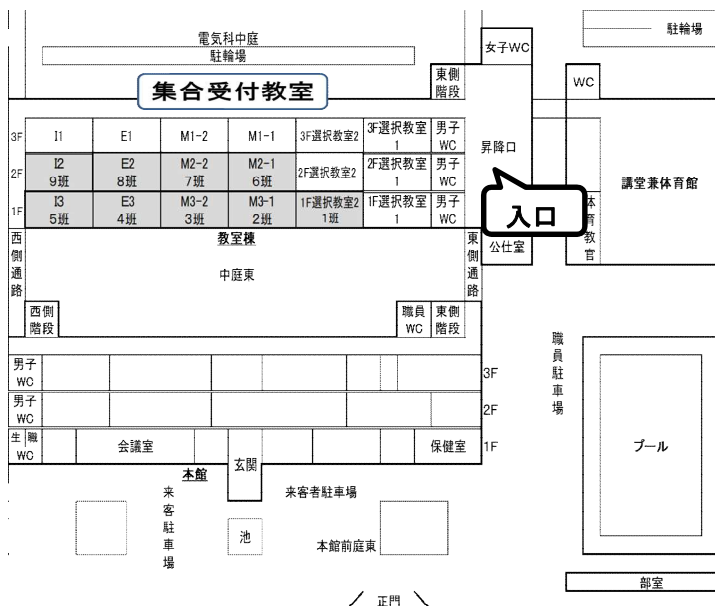 電気科中庭
駐輪場
駐輪場
女子WC
東側
階段
WC
集合受付教室
3F
I1
E1
M1-2
M1-1
3F選択教室2
3F選択教室
1
男子
WC
昇降口
講堂兼体育館
2F
I2
9班
E2
8班
M2-2
7班
M2-1
6班
2F選択教室2
2F選択教室
1
男子
WC
1F
I3
5班
E3
4班
M3-2
3班
M3-1
2班
1F選択教室2
1班
1F選択教室
1
男子
WC
入口
体育教官
西側通路
教室棟
中庭東
東側通路
公仕室
西側
階段
職員
WC
東側
階段
職員駐車場
男子
WC
3F
男子
WC
2F
生職
WC
会議室
玄関
保健室
1F
プール
本館
来客駐車場
来客者駐車場
池
本館前庭東
部室
正門